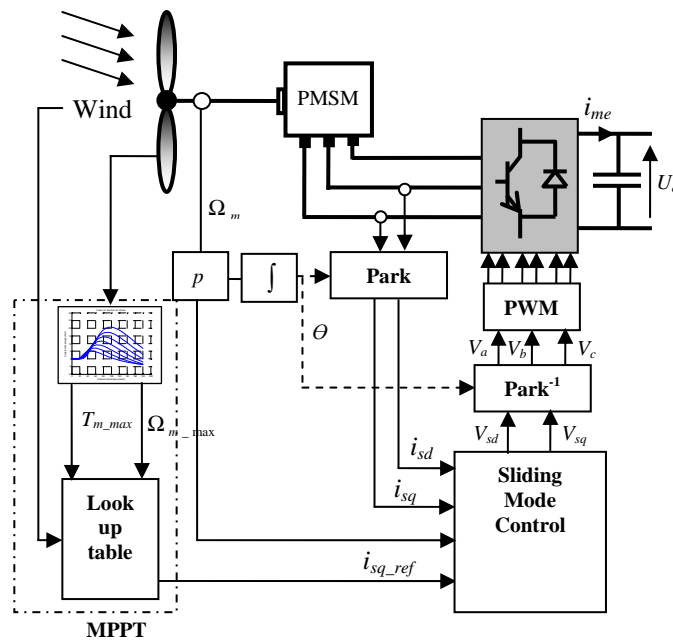 Wind
PMSM
i_me
Ω_m
p
∫
Park
PWM
θ
V_a
V_b
V_c
Park⁻¹
V_sd
V_sq
T_m_max
Ω_m_max
i_sd
i_sq
Sliding
Mode
Control
Look
up
table
i_sq_ref
MPPT